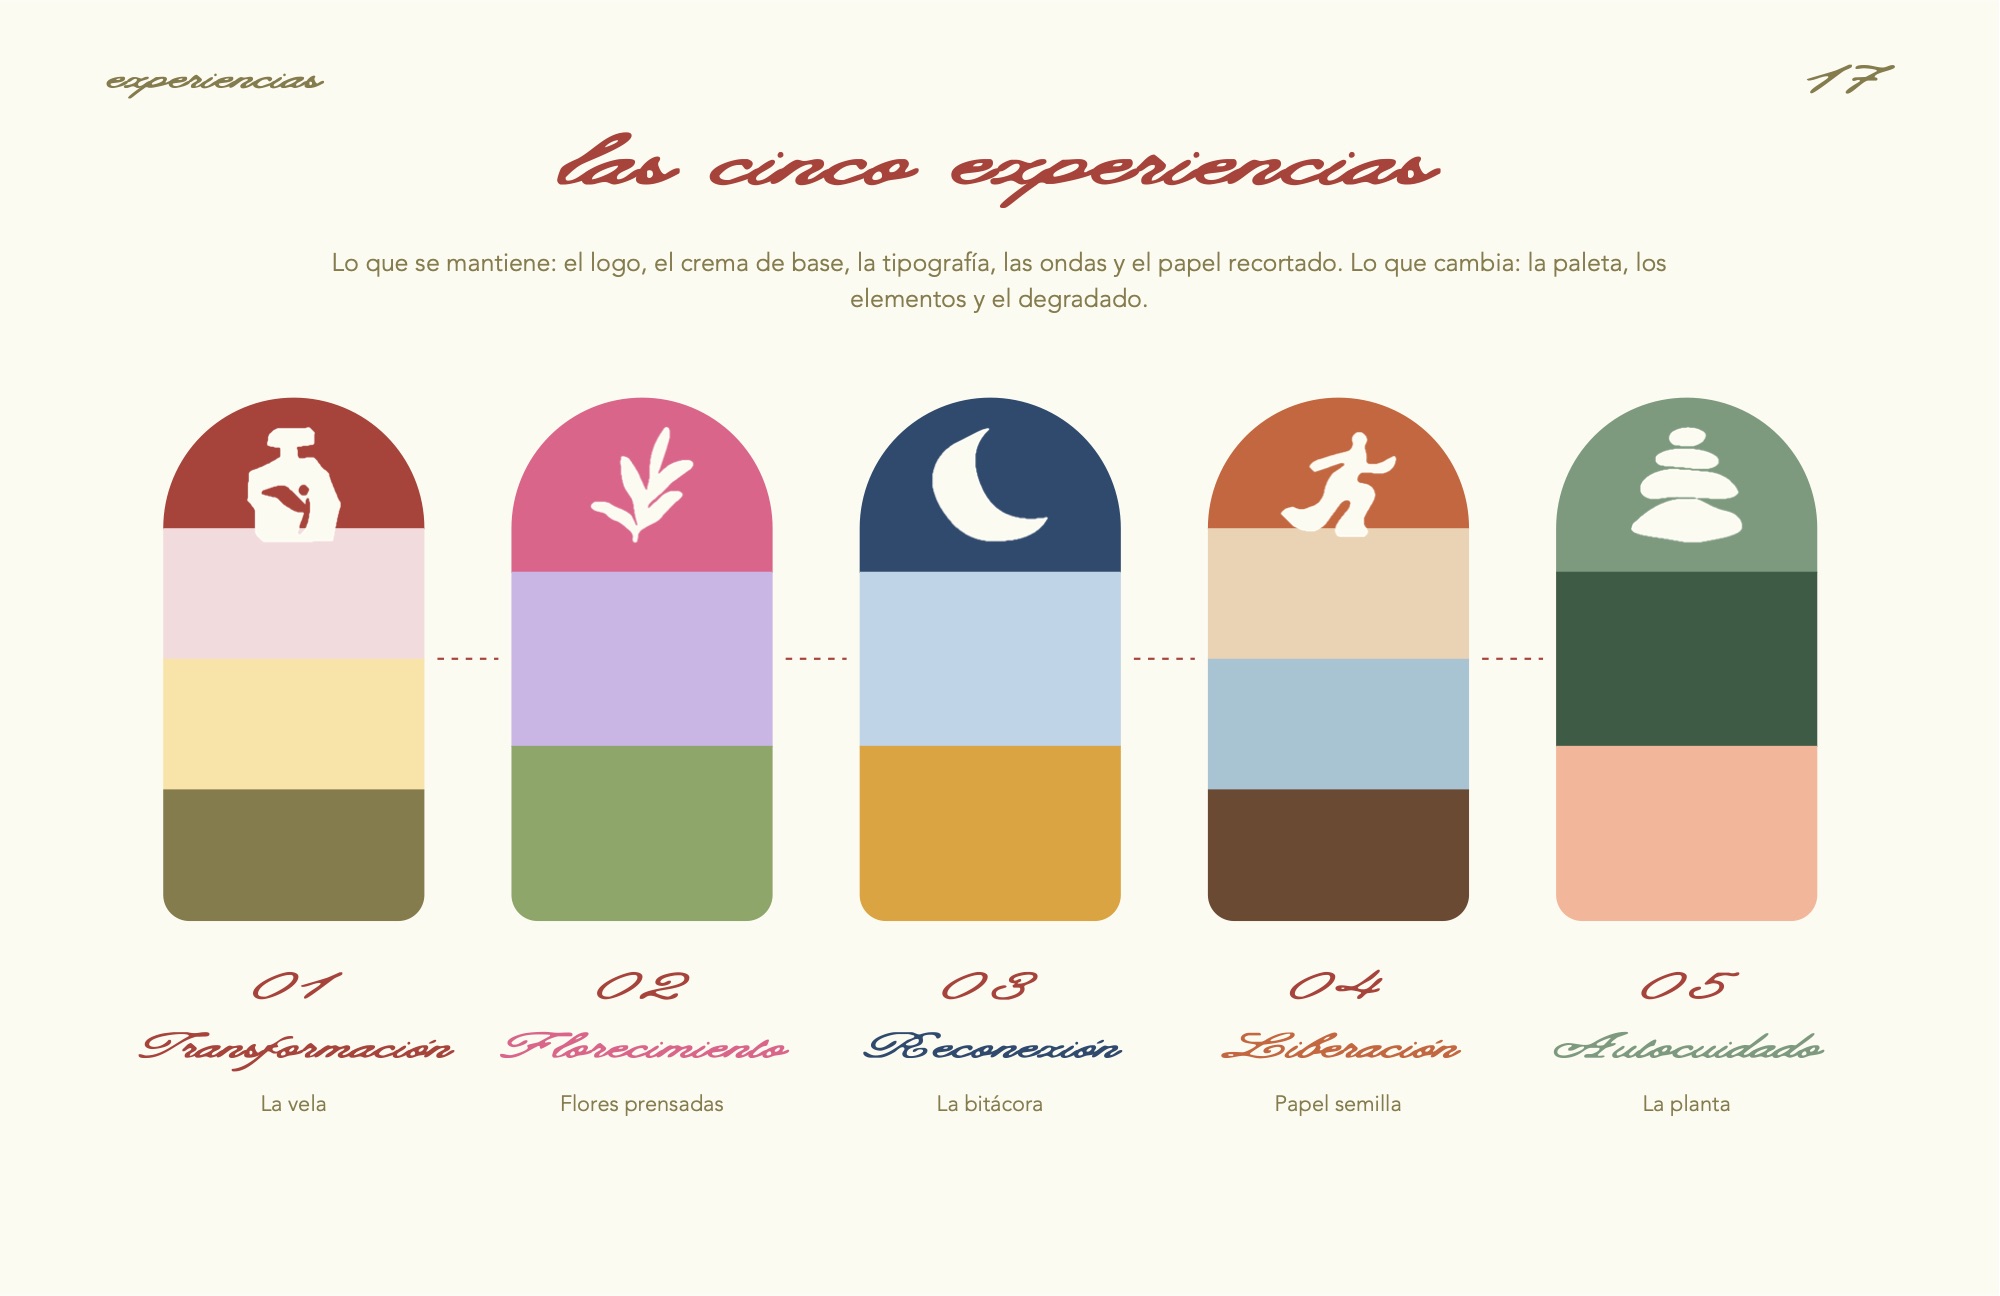 experiencias
17
las cinco experiencias
Lo que se mantiene: el logo, el crema de base, la tipografía, las ondas y el papel recortado. Lo que cambia: la paleta, los
elementos y el degradado.
01
Transformación
La vela
02
Florecimiento
Flores prensadas
03
Reconexión
La bitácora
04
Liberación
Papel semilla
05
Autocuidado
La planta